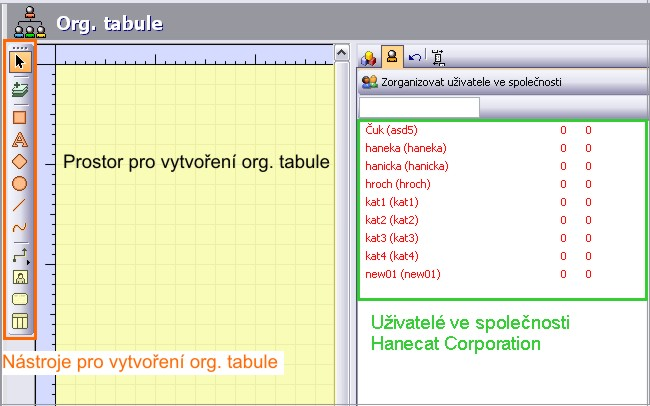 Org. tabule
Zorganizovat uživatele ve společnosti
Prostor pro vytvoření org. tabule
Čuk (asd5) 0 0
haneka (haneka) 0 0
hanicka (hanicka) 0 0
hroch (hroch) 0 0
kat1 (kat1) 0 0
kat2 (kat2) 0 0
kat3 (kat3) 0 0
kat4 (kat4) 0 0
new01 (new01) 0 0
Uživatelé ve společnosti
Hanecat Corporation
Nástroje pro vytvoření org. tabule